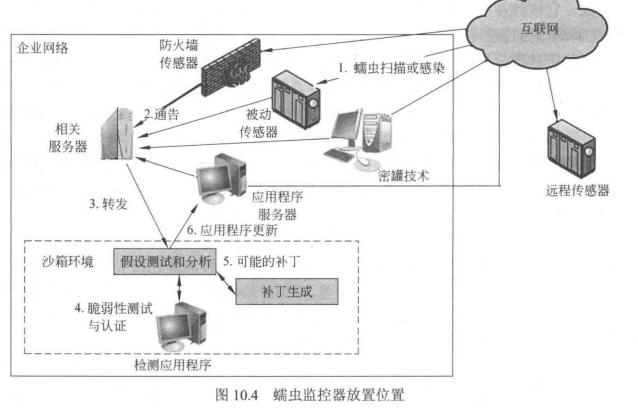 互联网
企业网络
防火墙
传感器
1. 蠕虫扫描或感染
2.通告
被动
传感器
相关
服务器
密罐技术
远程传感器
3. 转发
应用程序
服务器
6. 应用程序更新
沙箱环境
假设测试和分析
5. 可能的补丁
补丁生成
4. 脆弱性测试
与认证
检测应用程序
图 10.4 蠕虫监控器放置位置